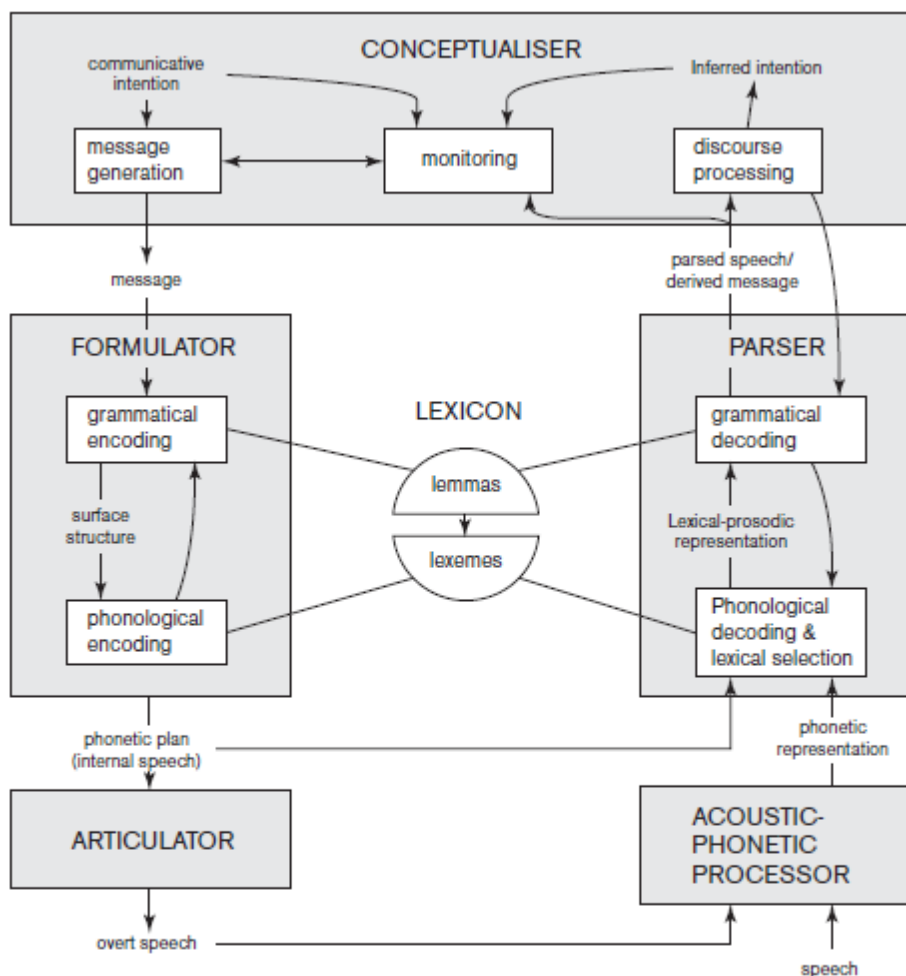 CONCEPTUALISER
communicative
intention
Inferred intention
message
generation
monitoring
discourse
processing
message
parsed speech/
derived message
FORMULATOR
grammatical
encoding
surface
structure
phonological
encoding
LEXICON
lemmas
lexemes
PARSER
grammatical
decoding
Lexical-prosodic
representation
Phonological
decoding &
lexical selection
phonetic plan
(internal speech)
phonetic
representation
ARTICULATOR
ACOUSTIC-
PHONETIC
PROCESSOR
overt speech
speech